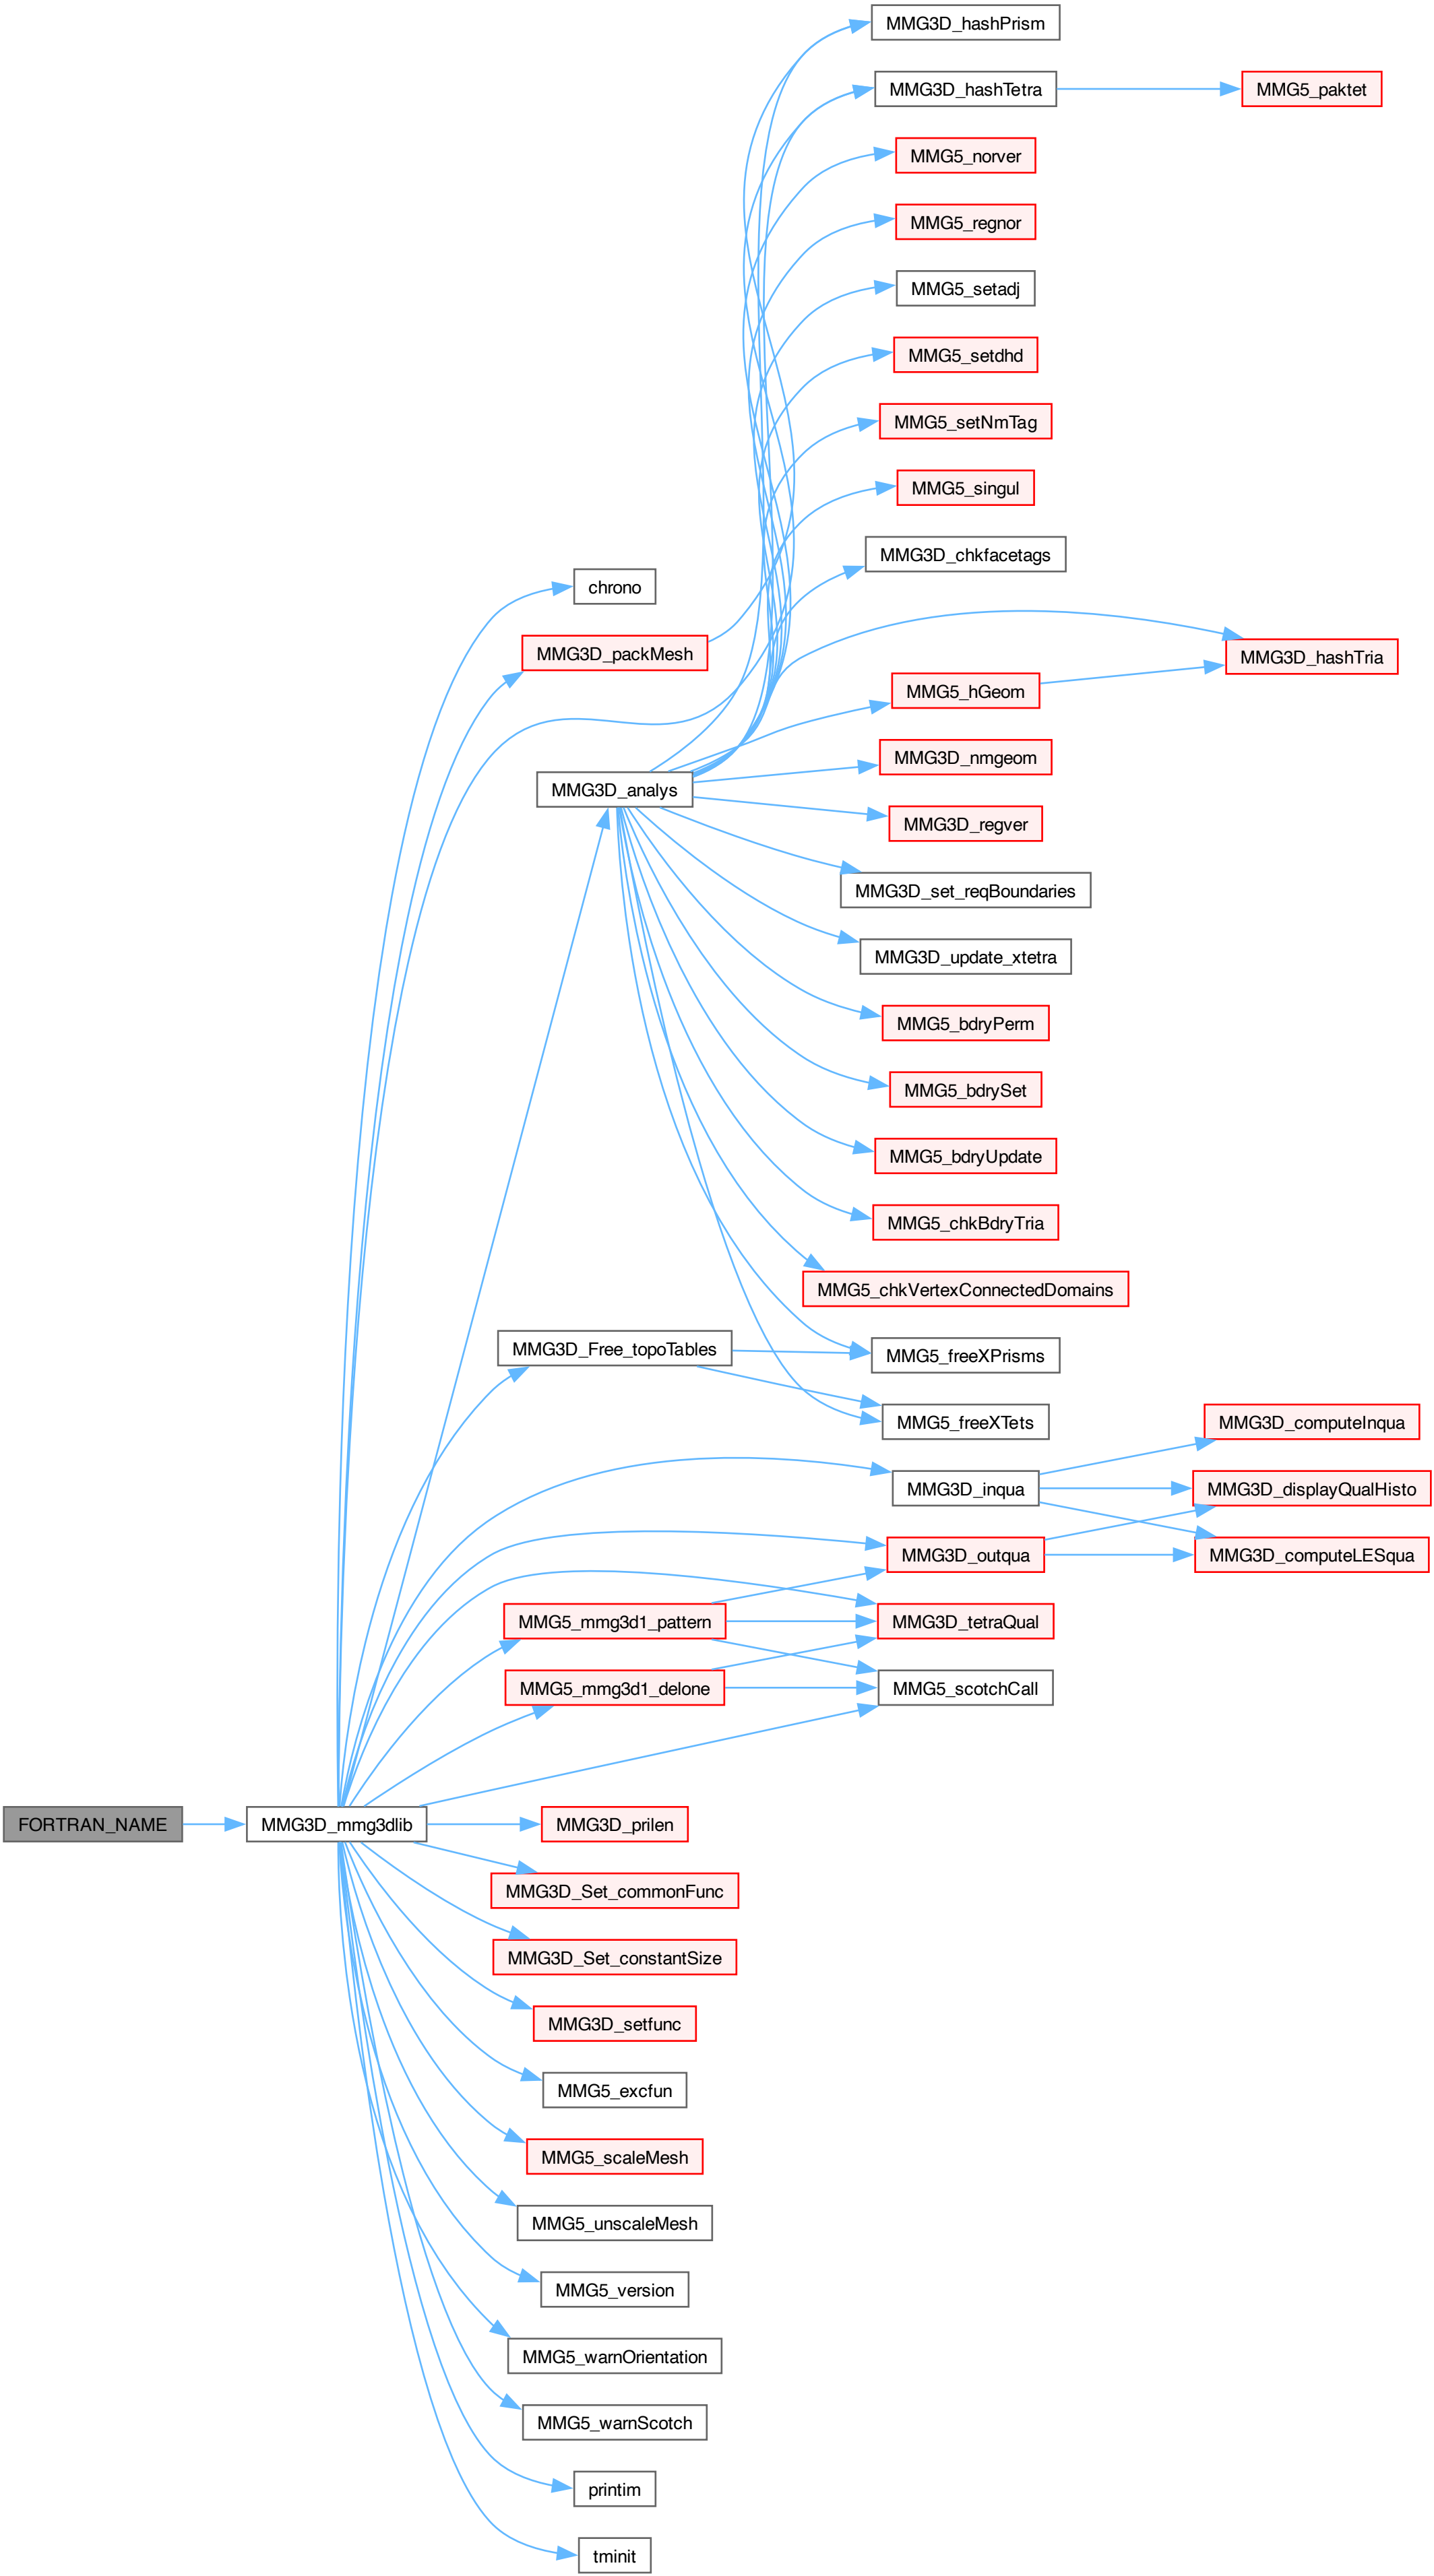 MMG3D_hashPrism
MMG3D_hashTetra
MMG5_paktet
MMG5_norver
MMG5_regnor
MMG5_setadj
MMG5_setdhd
MMG5_setNmTag
MMG5_singul
MMG3D_chkfacetags
chrono
MMG3D_packMesh
MMG3D_hashTria
MMG5_hGeom
MMG3D_nmgeom
MMG3D_analys
MMG3D_regver
MMG3D_set_reqBoundaries
MMG3D_update_xtetra
MMG5_bdryPerm
MMG5_bdrySet
MMG5_bdryUpdate
MMG5_chkBdryTria
MMG5_chkVertexConnectedDomains
MMG3D_Free_topoTables
MMG5_freeXPrisms
MMG5_freeXTets
MMG3D_computeInqua
MMG3D_inqua
MMG3D_displayQualHisto
MMG3D_outqua
MMG3D_computeLESqua
MMG5_mmg3d1_pattern
MMG3D_tetraQual
MMG5_mmg3d1_delone
MMG5_scotchCall
FORTRAN_NAME
MMG3D_mmg3dlib
MMG3D_prilen
MMG3D_Set_commonFunc
MMG3D_Set_constantSize
MMG3D_setfunc
MMG5_excfun
MMG5_scaleMesh
MMG5_unscaleMesh
MMG5_version
MMG5_warnOrientation
MMG5_warnScotch
printim
tminit